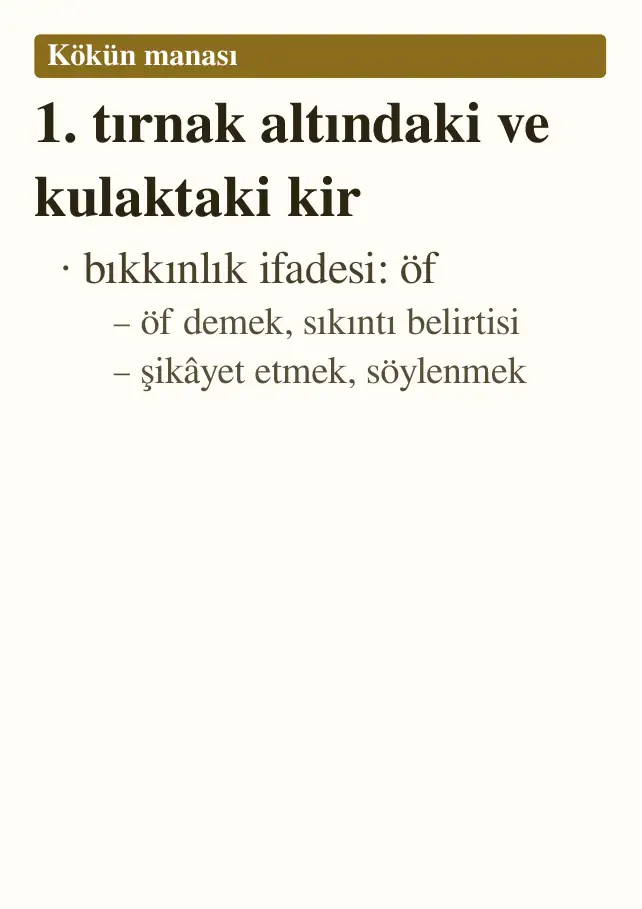 Kökün manası
1. tırnak altındaki ve
kulaktaki kir
· bıkkınlık ifadesi: öf
– öf demek, sıkıntı belirtisi
– şikâyet etmek, söylenmek